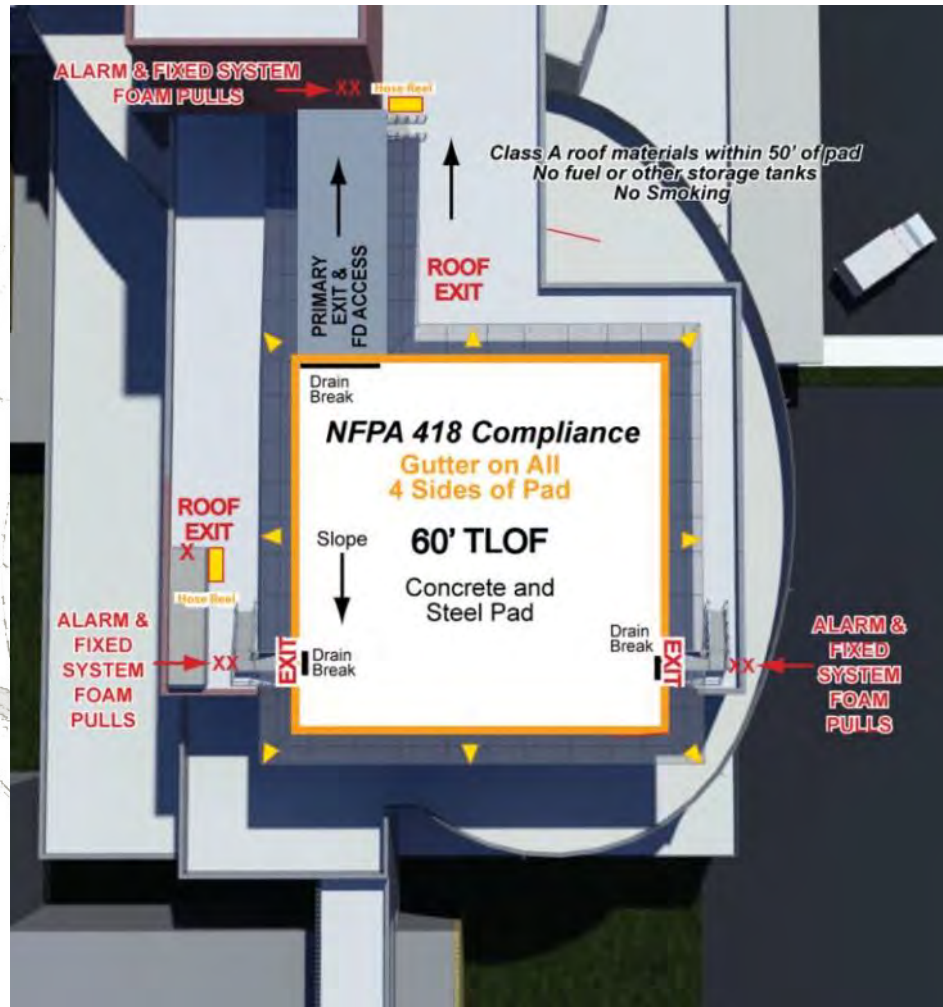 ALARM & FIXED SYSTEM
FOAM PULLS
XX
Hose Reel
Class A roof materials within 50' of pad
No fuel or other storage tanks
No Smoking
PRIMARY
EXIT &
FD ACCESS
ROOF
EXIT
Drain
Break
NFPA 418 Compliance
Gutter on All
4 Sides of Pad
60' TLOF
Concrete and
Steel Pad
Slope
ROOF
EXIT
X
Hose Reel
ALARM &
FIXED
SYSTEM
FOAM
PULLS
XX
EXIT
Drain
Break
Drain
Break
EXIT
XX
ALARM &
FIXED
SYSTEM
FOAM
PULLS